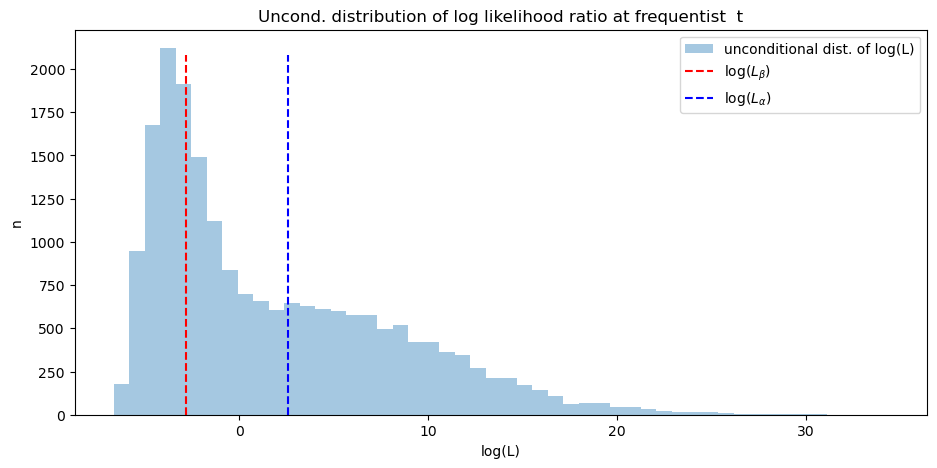 Uncond. distribution of log likelihood ratio at frequentist  t
unconditional dist. of log(L)
log(L_β)
log(L_α)
n
2000
1750
1500
1250
1000
750
500
250
0
0 10 20 30
log(L)